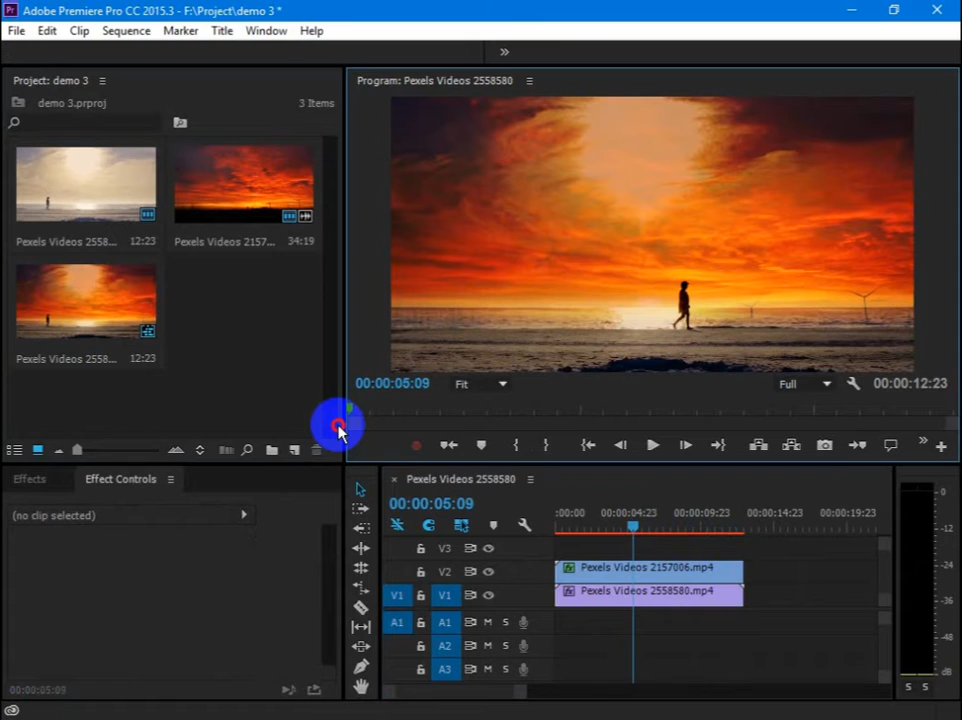 Pr Adobe Premiere Pro CC 2015.3 - F:\Project\demo 3 *
File Edit Clip Sequence Marker Title Window Help
»
Project: demo 3
demo 3.prproj 3 Items
Pexels Videos 2558... 12:23
Pexels Videos 2157... 34:19
Pexels Videos 2558... 12:23
Program: Pexels Videos 2558580
00:00:05:09 Fit Full 00:00:12:23
Effects Effect Controls
(no clip selected)
00:00:05:09
× Pexels Videos 2558580
00:00:05:09
:00:00 00:00:04:23 00:00:09:23 00:00:14:23 00:00:19:23
V3
V2 Pexels Videos 2157006.mp4
V1 V1 Pexels Videos 2558580.mp4
A1 A1 M S
A2 M S
A3 M S
0
-12
-24
-36
-48
dB
S S